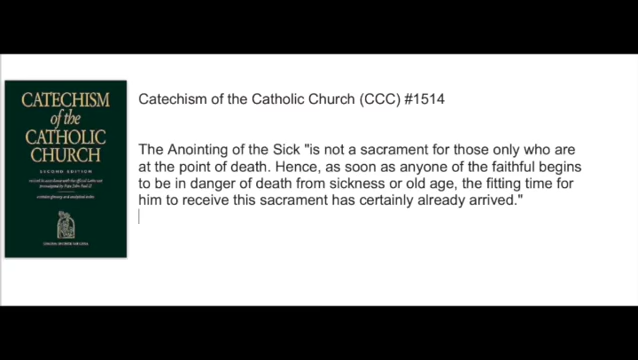 CATECHISM
of the
CATHOLIC
CHURCH
SECOND EDITION
Catechism of the Catholic Church (CCC) #1514
The Anointing of the Sick "is not a sacrament for those only who are
at the point of death. Hence, as soon as anyone of the faithful begins
to be in danger of death from sickness or old age, the fitting time for
him to receive this sacrament has certainly already arrived."